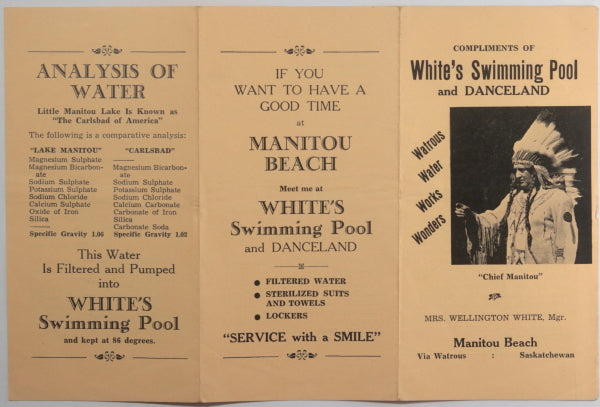 ANALYSIS OF
WATER
Little Manitou Lake Is Known as
"The Carlsbad of America"
The following is a comparative analysis:
"LAKE MANITOU"
Magnesium Sulphate
Magnesium Bicarbon-
ate
Sodium Sulphate
Potassium Sulphate
Sodium Chloride
Calcium Sulphate
Oxide of Iron
Silica
Specific Gravity 1.06
"CARLSBAD"
Magnesium Bicarbon-
ate
Sodium Sulphate
Potassium Sulphate
Sodium Chloride
Calcium Carbonate
Carbonate of Iron
Silica
Carbonate Soda
Specific Gravity 1.02
This Water
Is Filtered and Pumped
into
WHITE'S
Swimming Pool
and kept at 86 degrees.
IF YOU
WANT TO HAVE A
GOOD TIME
at
MANITOU
BEACH
Meet me at
WHITE'S
Swimming Pool
and DANCELAND
● FILTERED WATER
● STERILIZED SUITS
AND TOWELS
● LOCKERS
"SERVICE with a SMILE"
COMPLIMENTS OF
White's Swimming Pool
and DANCELAND
Watrous
Water
Works
Wonders
"Chief Manitou"
MRS. WELLINGTON WHITE, Mgr.
Manitou Beach
Via Watrous : Saskatchewan